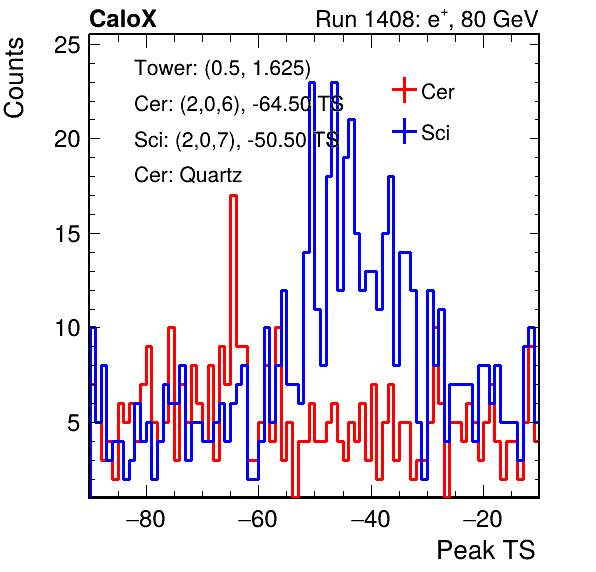 CaloX
Run 1408: e+, 80 GeV
Counts
25
20
15
10
5
Tower: (0.5, 1.625)
Cer: (2,0,6), -64.50 TS
Sci: (2,0,7), -50.50 TS
Cer: Quartz
Cer
Sci
−80
−60
−40
−20
Peak TS